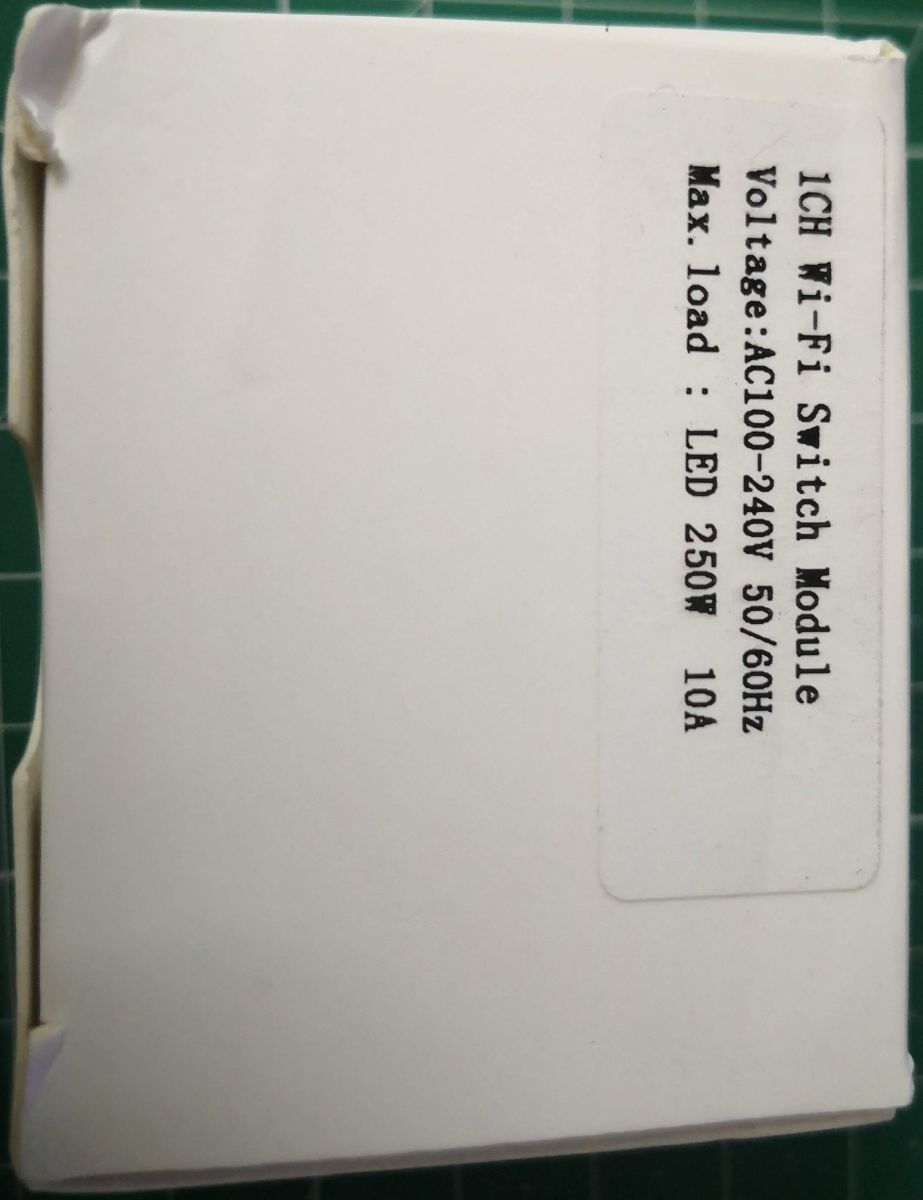 1CH Wi-Fi Switch Module
Voltage:AC100-240V 50/60Hz
Max. load : LED 250W  10A